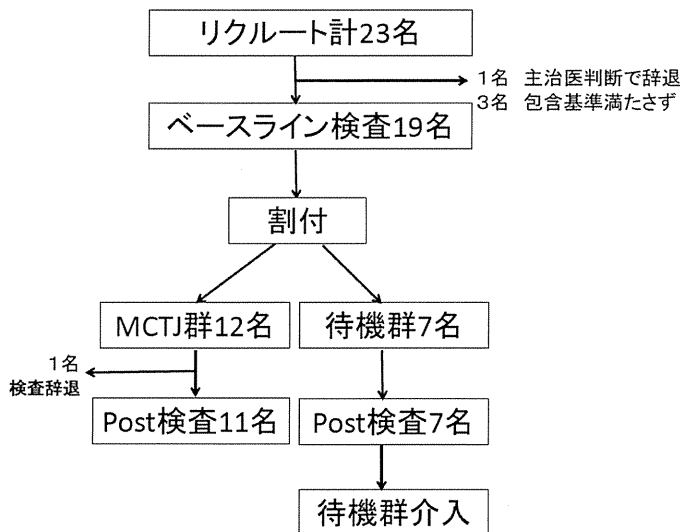 リクルート計23名
1名 主治医判断で辞退
3名 包含基準満たさず
ベースライン検査19名
割付
MCTJ群12名
待機群7名
1名
検査辞退
Post検査11名
Post検査7名
待機群介入